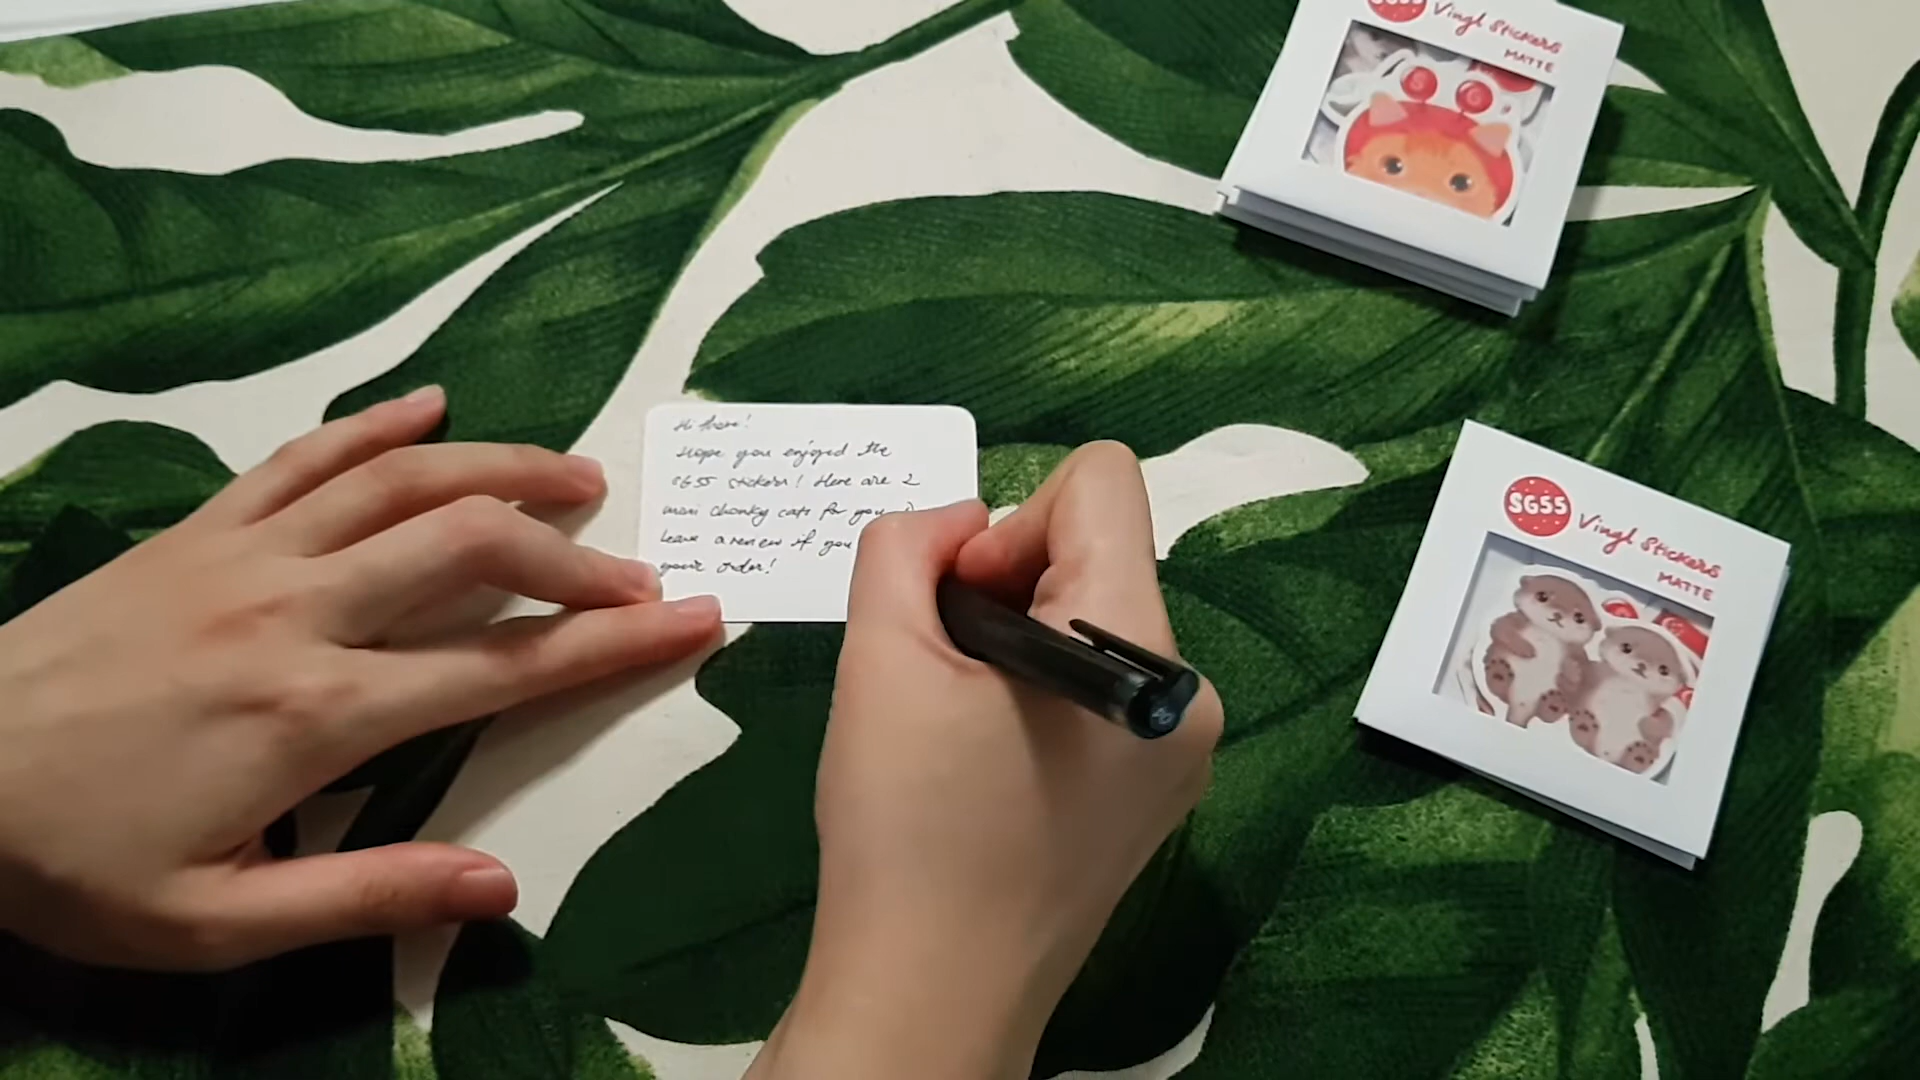 Hi there!
Hope you enjoyed the
SG55 stickers! Here are 2
mini chonky cats for you
Leave a review if you
your order!
SG55
Vinyl Stickers
MATTE
SG55
Vinyl Stickers
MATTE